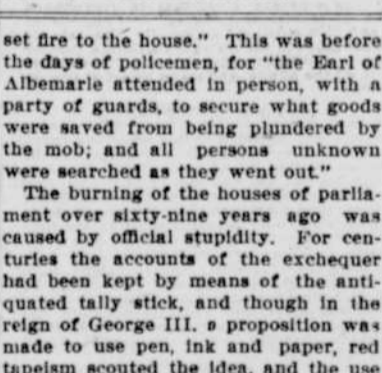 set fire to the house." This was before
the days of policemen, for "the Earl of
Albemarle attended in person, with a
party of guards, to secure what goods
were saved from being plundered by
the mob; and all persons unknown
were searched as they went out."
The burning of the houses of parlia-
ment over sixty-nine years ago was
caused by official stupidity. For cen-
turies the accounts of the exchequer
had been kept by means of the anti-
quated tally stick, and though in the
reign of George III. a proposition was
made to use pen, ink and paper, red
tapeism scouted the idea, and the use